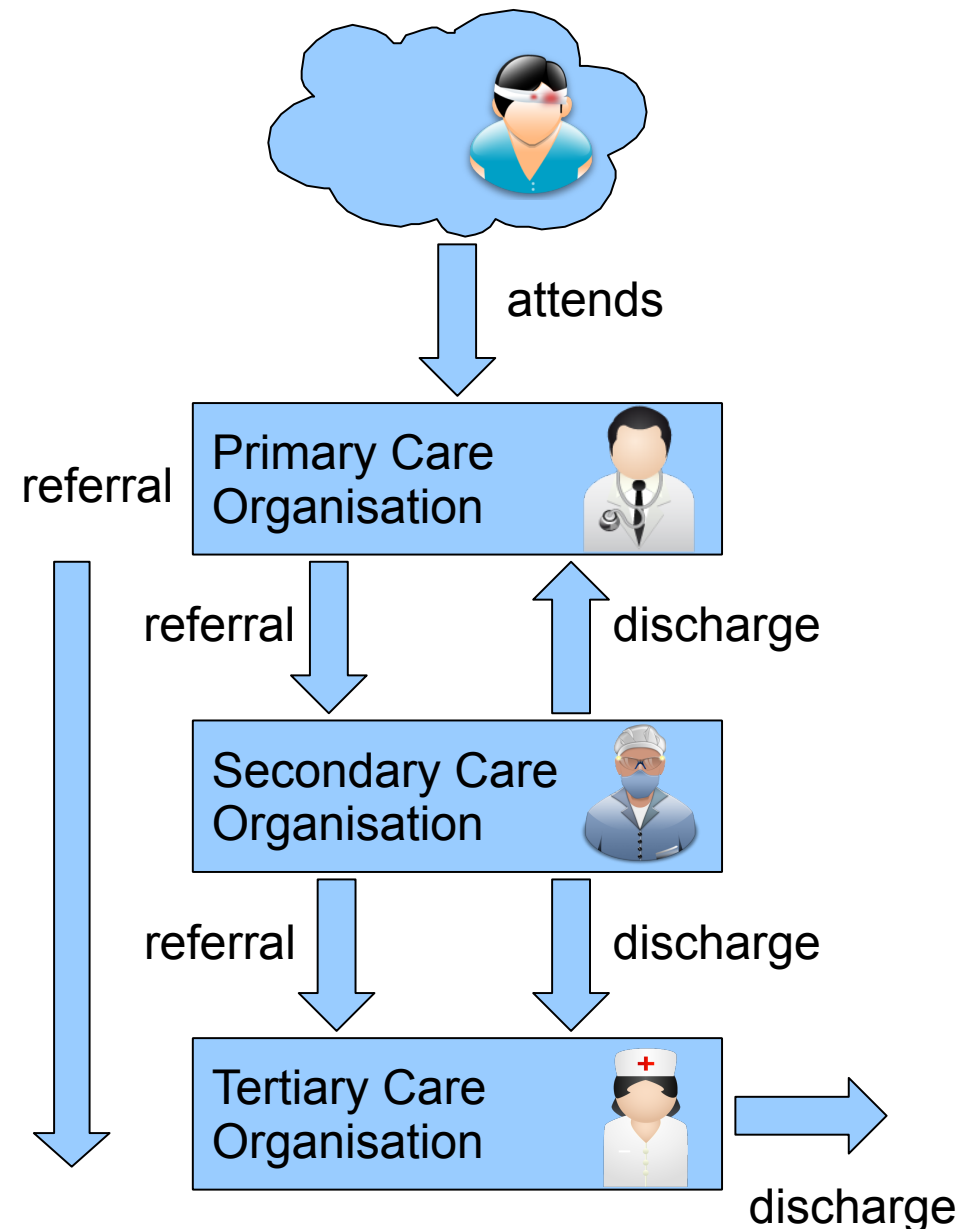 attends
Primary Care
Organisation
referral
referral
discharge
Secondary Care
Organisation
referral
discharge
Tertiary Care
Organisation
discharge